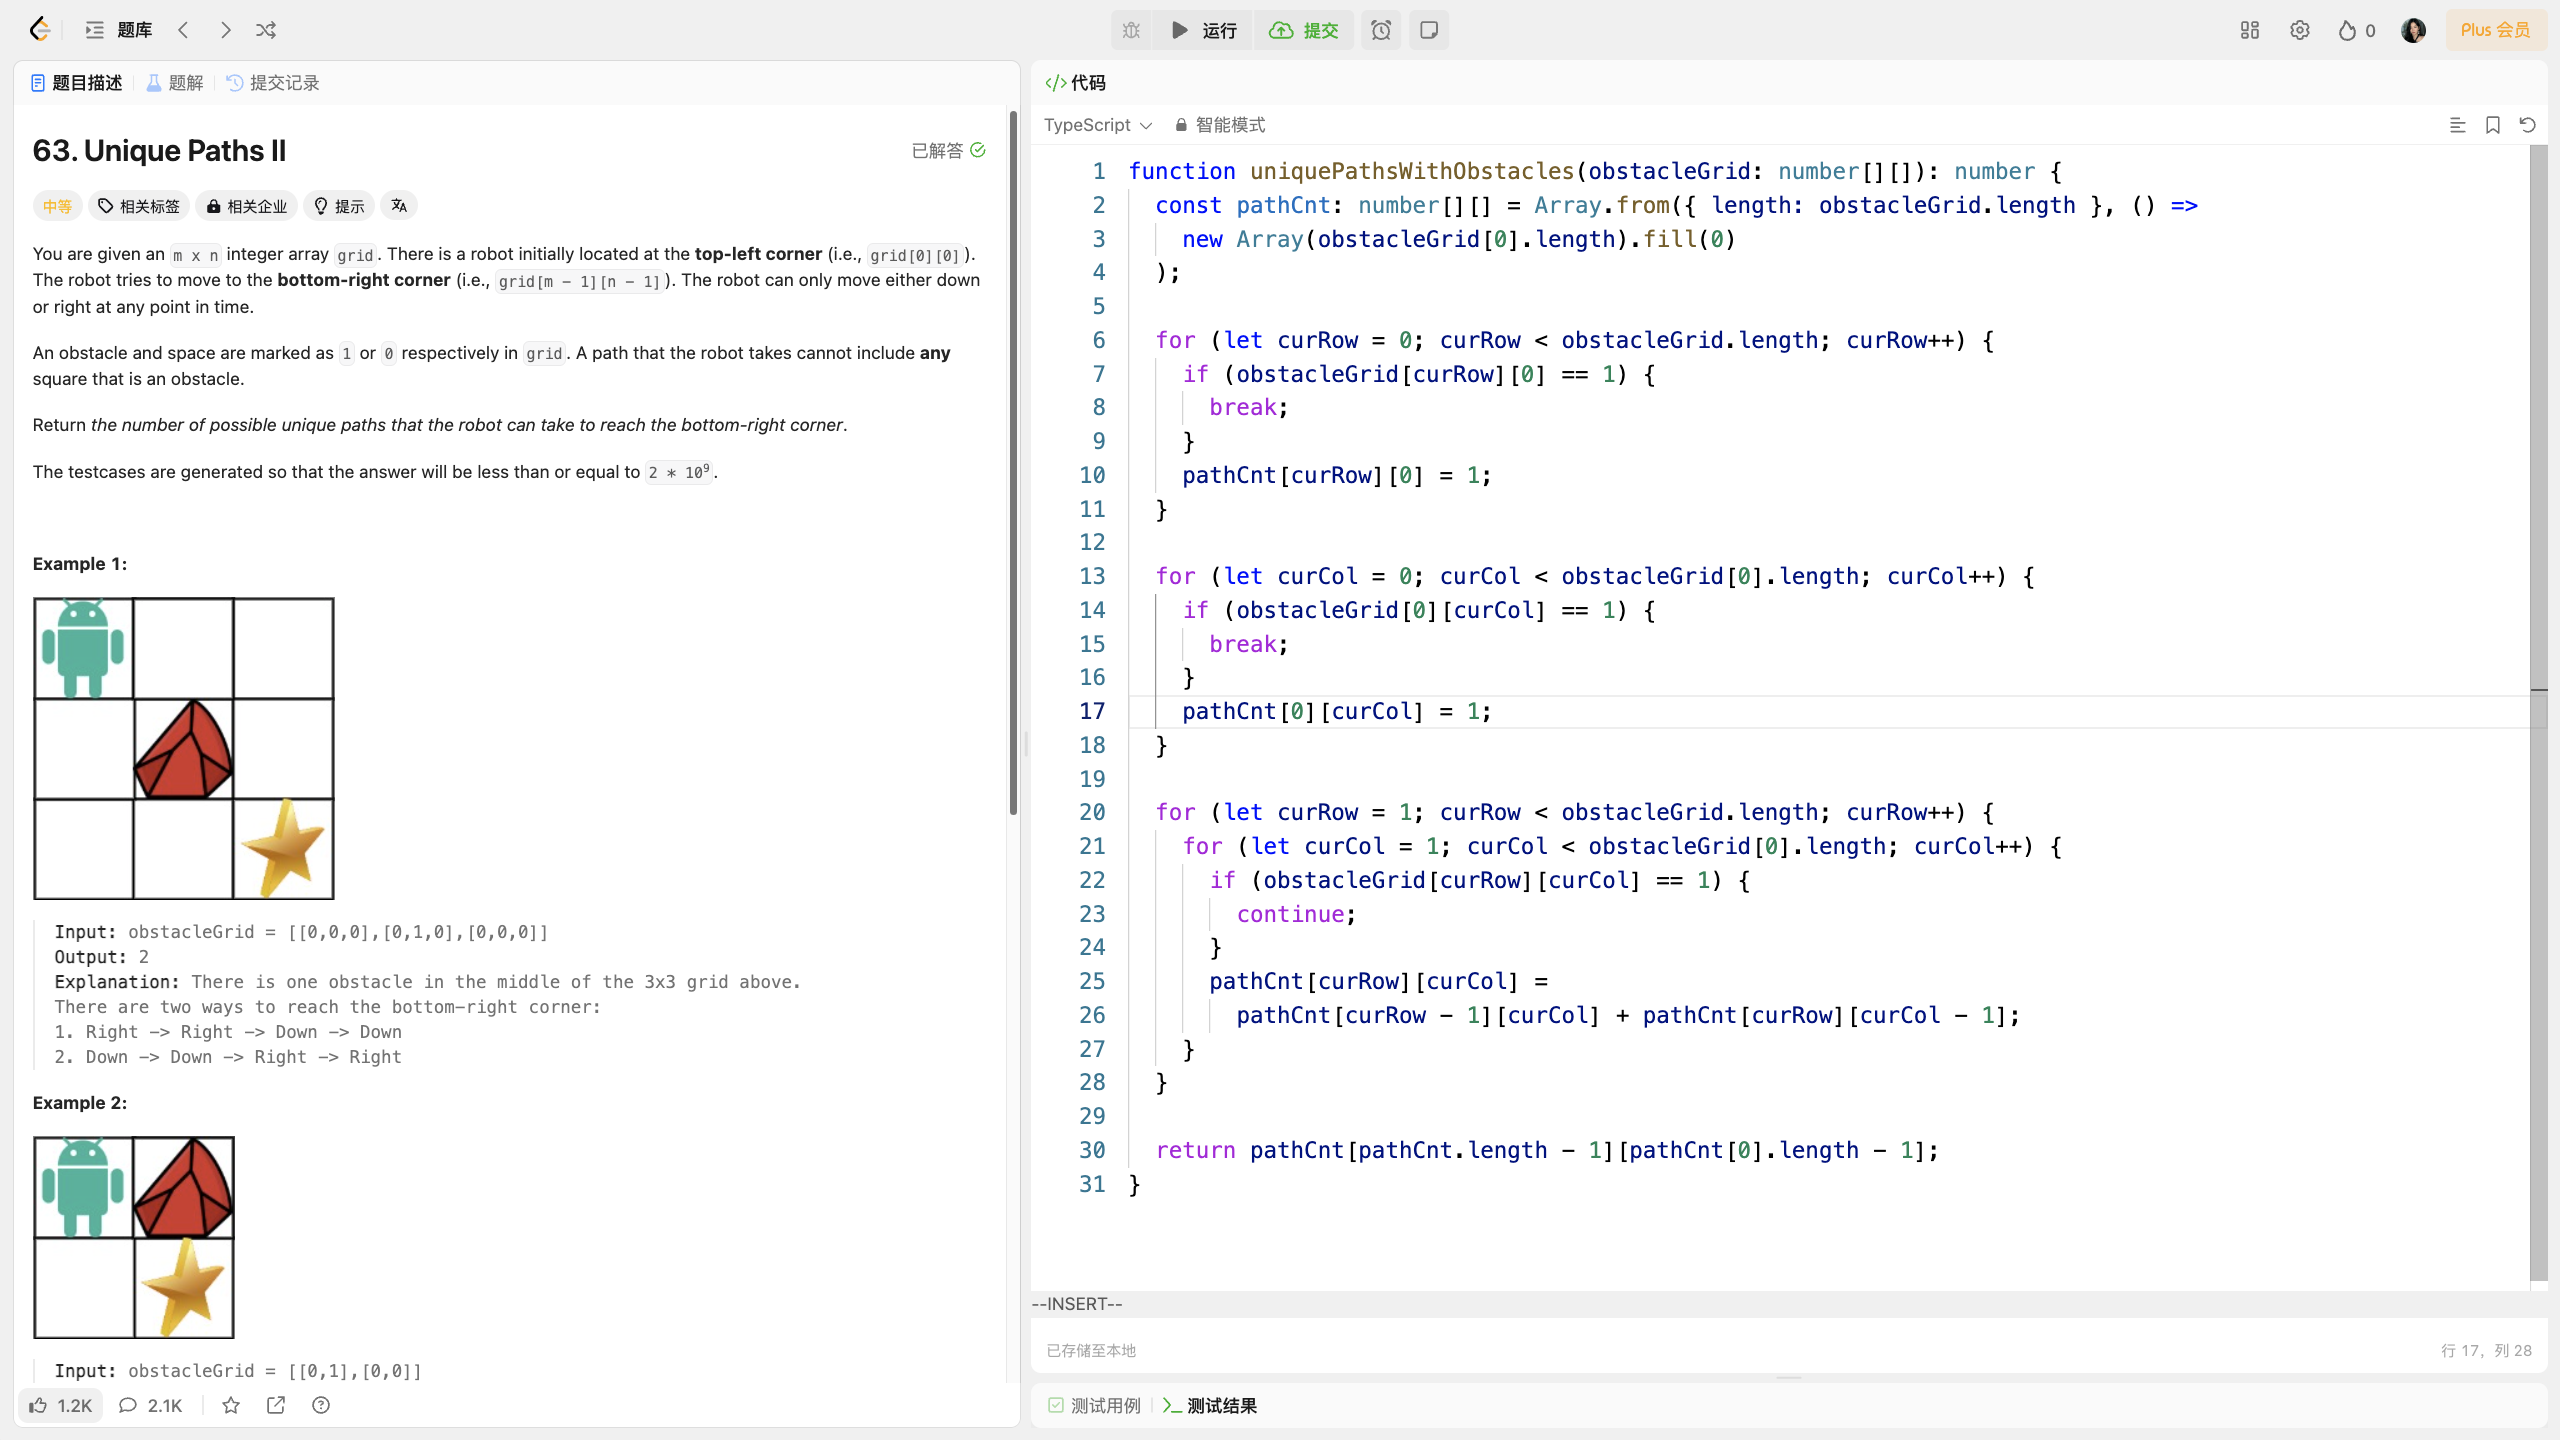 题库
运行
提交
0
Plus 会员
题目描述
题解
提交记录
63. Unique Paths II
已解答
中等
相关标签
相关企业
提示
You are given an m x n integer array grid. There is a robot initially located at the top-left corner (i.e., grid[0][0]).
The robot tries to move to the bottom-right corner (i.e., grid[m - 1][n - 1]). The robot can only move either down
or right at any point in time.
An obstacle and space are marked as 1 or 0 respectively in grid. A path that the robot takes cannot include any
square that is an obstacle.
Return the number of possible unique paths that the robot can take to reach the bottom-right corner.
The testcases are generated so that the answer will be less than or equal to 2 * 10⁹.
Example 1:
Input: obstacleGrid = [[0,0,0],[0,1,0],[0,0,0]]
Output: 2
Explanation: There is one obstacle in the middle of the 3x3 grid above.
There are two ways to reach the bottom-right corner:
1. Right -> Right -> Down -> Down
2. Down -> Down -> Right -> Right
Example 2:
Input: obstacleGrid = [[0,1],[0,0]]
1.2K
2.1K
代码
TypeScript
智能模式
1 function uniquePathsWithObstacles(obstacleGrid: number[][]): number {
2   const pathCnt: number[][] = Array.from({ length: obstacleGrid.length }, () =>
3     new Array(obstacleGrid[0].length).fill(0)
4   );
5
6   for (let curRow = 0; curRow < obstacleGrid.length; curRow++) {
7     if (obstacleGrid[curRow][0] == 1) {
8       break;
9     }
10     pathCnt[curRow][0] = 1;
11   }
12
13   for (let curCol = 0; curCol < obstacleGrid[0].length; curCol++) {
14     if (obstacleGrid[0][curCol] == 1) {
15       break;
16     }
17     pathCnt[0][curCol] = 1;
18   }
19
20   for (let curRow = 1; curRow < obstacleGrid.length; curRow++) {
21     for (let curCol = 1; curCol < obstacleGrid[0].length; curCol++) {
22       if (obstacleGrid[curRow][curCol] == 1) {
23         continue;
24       }
25       pathCnt[curRow][curCol] =
26         pathCnt[curRow - 1][curCol] + pathCnt[curRow][curCol - 1];
27     }
28   }
29
30   return pathCnt[pathCnt.length - 1][pathCnt[0].length - 1];
31 }
--INSERT--
已存储至本地
行 17, 列 28
测试用例
测试结果